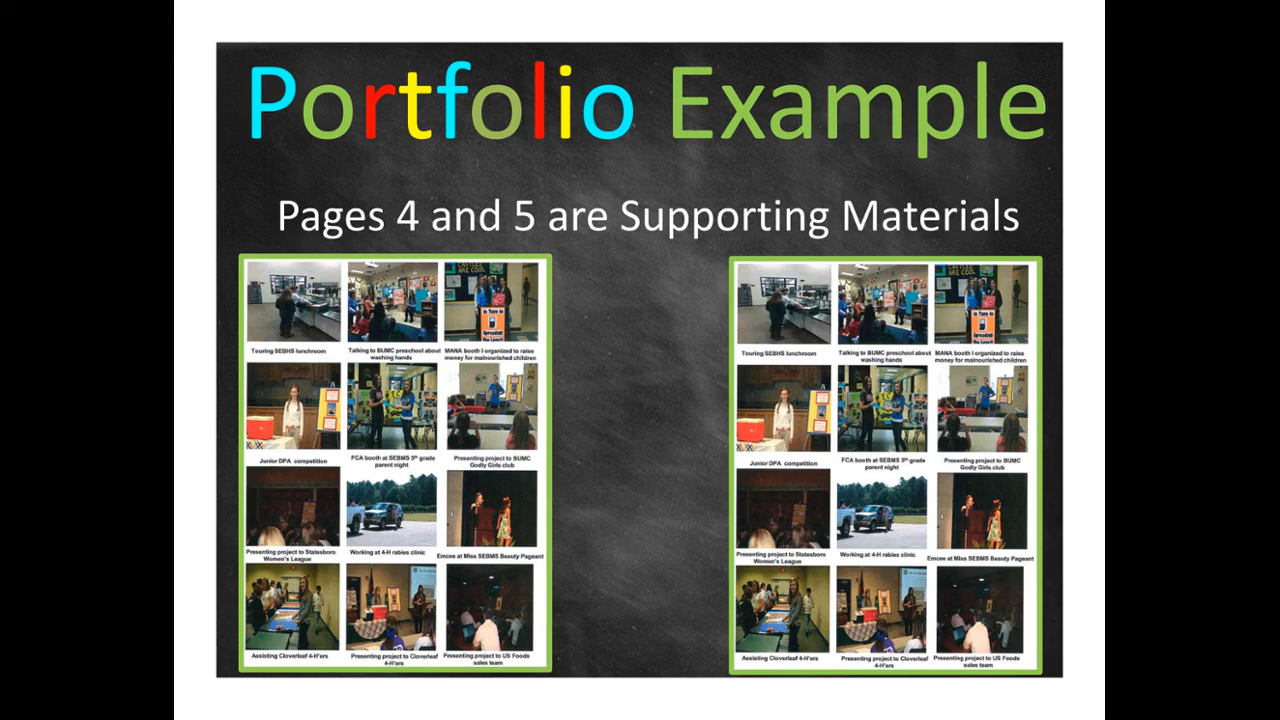 Portfolio Example
Pages 4 and 5 are Supporting Materials
CASTLES
ARE COOL
Touring SEBHS lunchroom
Talking to BUMC preschool about
washing hands
MANA booth I organized to raise
money for malnourished children
Junior DPA competition
FCA booth at SEBMS 5th grade
parent night
Presenting project to BUMC
Godly Girls club
Presenting project to Statesboro
Women's League
Working at 4-H rabies clinic
Emcee at Miss SEBMS Beauty Pageant
Assisting Cloverleaf 4-H'ers
Presenting project to Cloverleaf
4-H'ers
Presenting project to US Foods
sales team
ARE COOL
Touring SEBHS lunchroom
Talking to BUMC preschool about
washing hands
MANA booth I organized to raise
money for malnourished children
Junior DPA competition
FCA booth at SEBMS 5th grade
parent night
Presenting project to BUMC
Godly Girls club
Presenting project to Statesboro
Women's League
Working at 4-H rabies clinic
Emcee at Miss SEBMS Beauty Pageant
Assisting Cloverleaf 4-H'ers
Presenting project to Cloverleaf
4-H'ers
Presenting project to US Foods
sales team